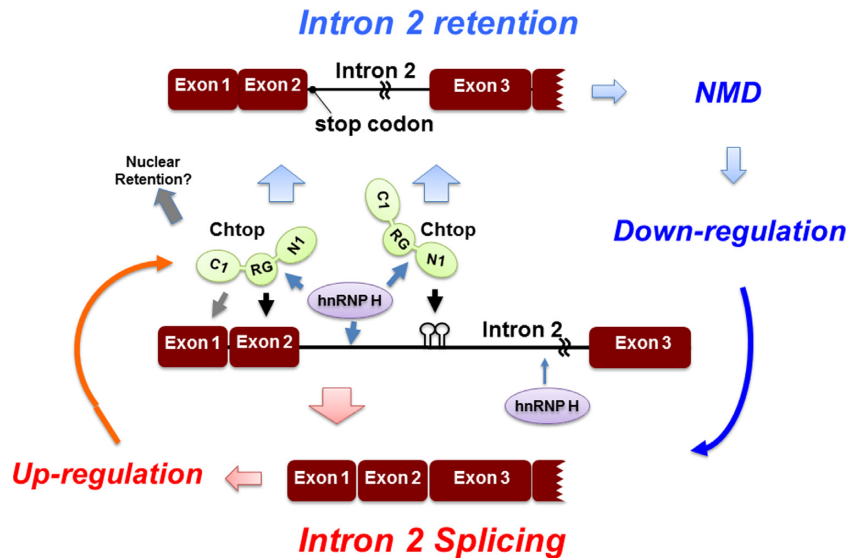 Intron 2 retention
Exon 1 Exon 2 Intron 2 Exon 3
stop codon
NMD
Nuclear
Retention?
Chtop
C1 RG N1
Chtop
C1
RG
N1
Down-regulation
hnRNP H
Exon 1 Exon 2 Intron 2 Exon 3
hnRNP H
Up-regulation
Exon 1 Exon 2 Exon 3
Intron 2 Splicing